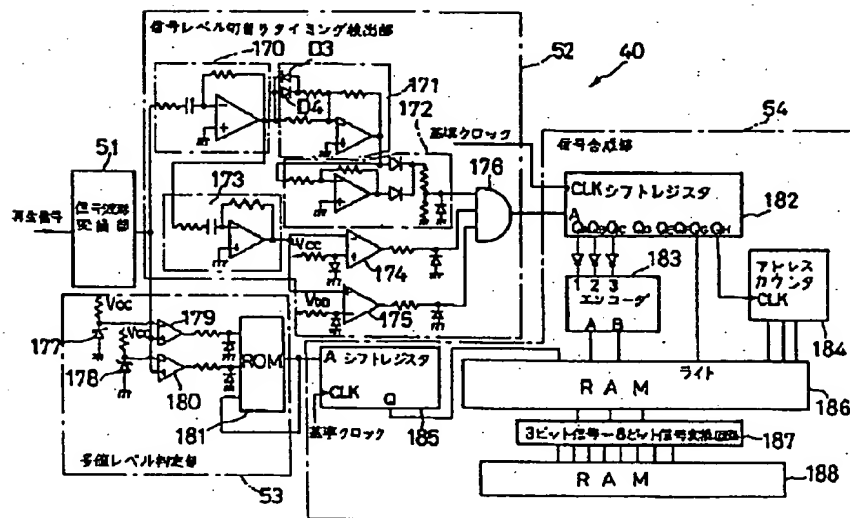 信号レベル切替りタイミング検出部
170
D3
D4
171
172
52
40
54
51
信号波形変換部
再生信号
173
基準クロック
信号合成部
176
CLK シフトレジスタ
A
QA QB QC QD QE QF QG QH
182
VCC
174
VDD
175
1 2 3
183
エンコーダ
A B
アドレスカウンタ
CLK
184
VCC
179
177
VCC
178
180
ROM
181
A シフトレジスタ
CLK
Q
185
基準クロック
ライト
RAM
186
3ビット信号→8ビット信号変換回路
187
RAM
188
多値レベル判定部
53